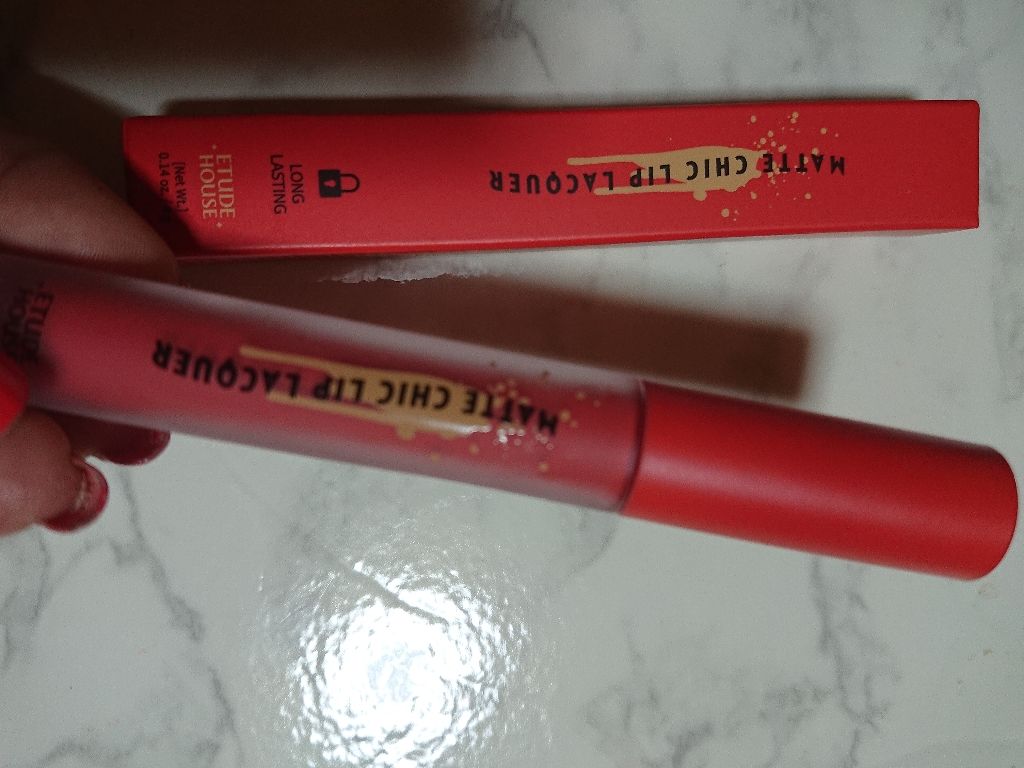 MATTE CHIC LIP LACQUER
LONG
LASTING
ETUDE
HOUSE
[Net Wt.]
0.14 oz.
MATTE CHIC LIP LACQUER
ETUDE
HOUSE